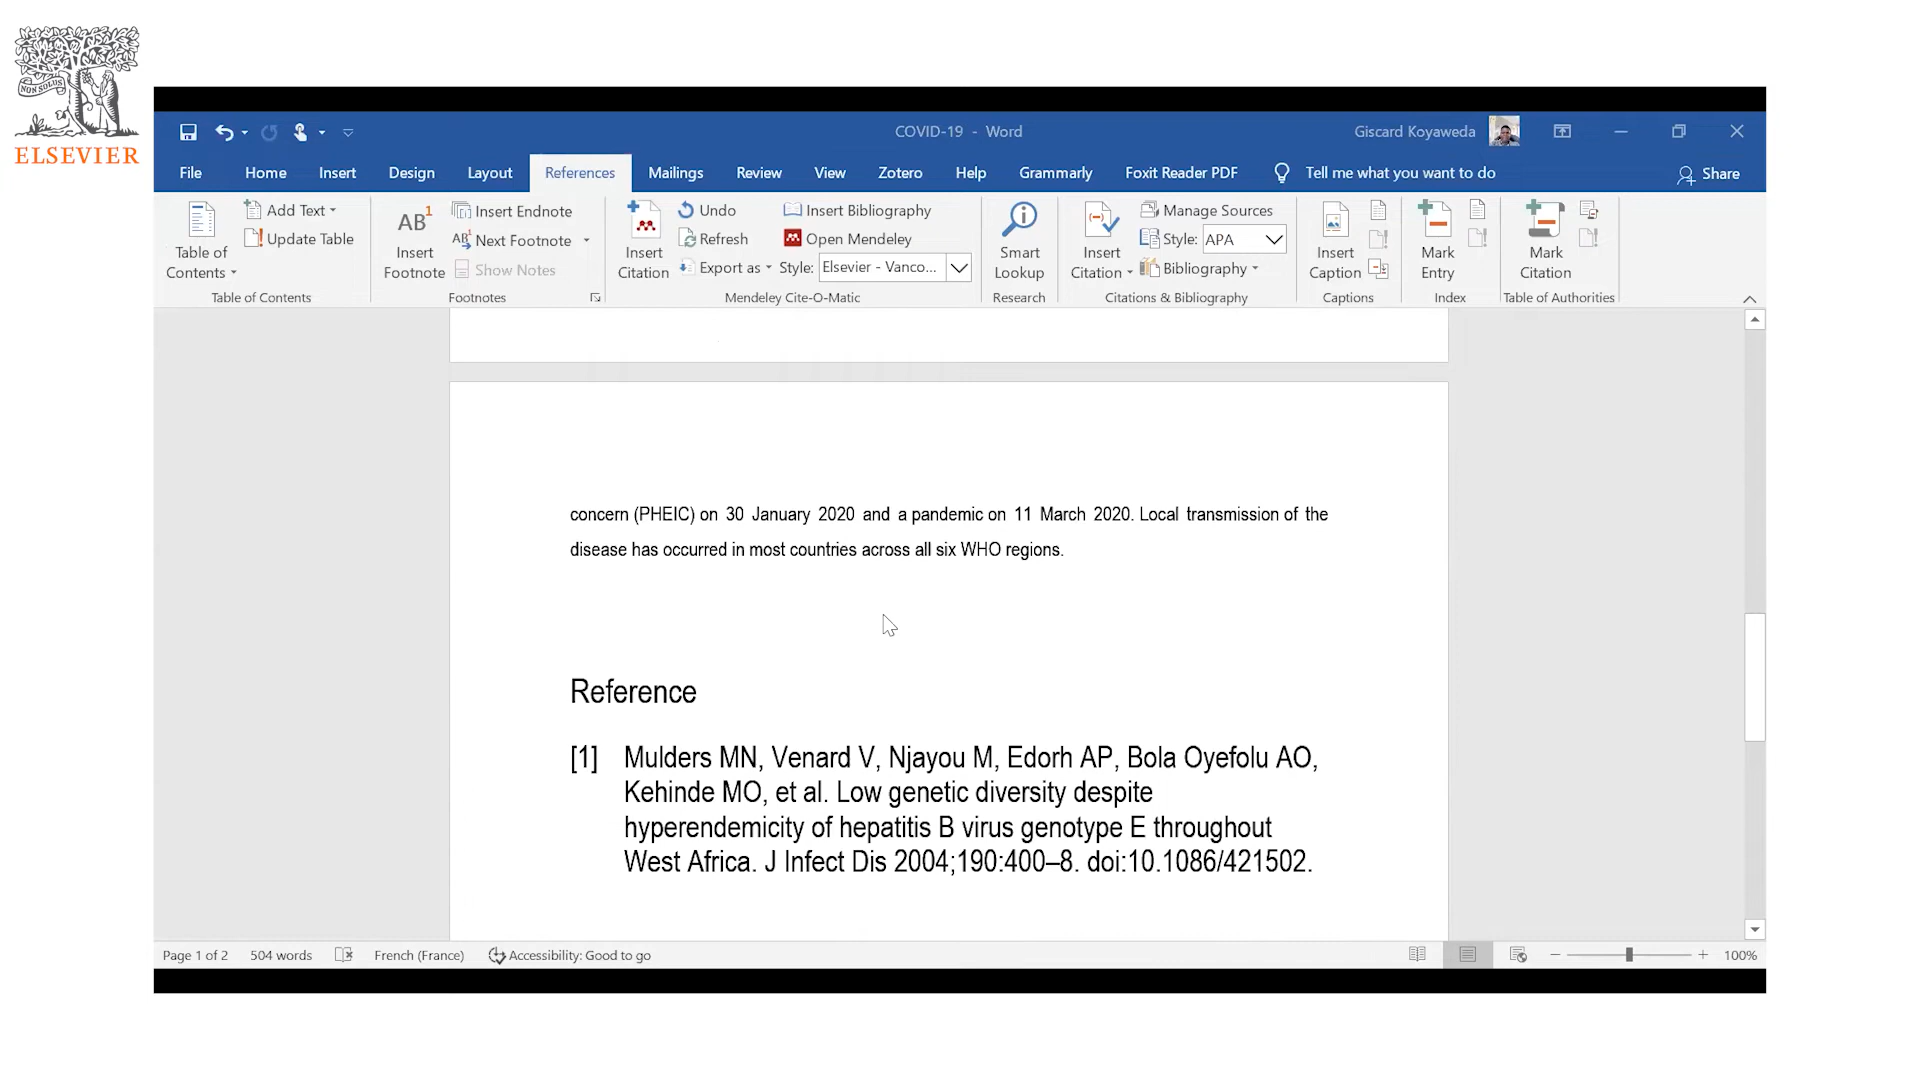 NON SOLUS
ELSEVIER
COVID-19 - Word
Giscard Koyaweda
File Home Insert Design Layout References Mailings Review View Zotero Help Grammarly Foxit Reader PDF Tell me what you want to do Share
Table of Contents
Add Text
Update Table
Table of Contents
AB1
Insert Footnote
Insert Endnote
Next Footnote
Show Notes
Footnotes
Insert Citation
Undo
Refresh
Export as
Insert Bibliography
Open Mendeley
Style: Elsevier - Vanco...
Mendeley Cite-O-Matic
Smart Lookup
Research
Insert Citation
Manage Sources
Style: APA
Bibliography
Citations & Bibliography
Insert Caption
Captions
Mark Entry
Index
Mark Citation
Table of Authorities
concern (PHEIC) on 30 January 2020 and a pandemic on 11 March 2020. Local transmission of the
disease has occurred in most countries across all six WHO regions.
Reference
[1] Mulders MN, Venard V, Njayou M, Edorh AP, Bola Oyefolu AO,
Kehinde MO, et al. Low genetic diversity despite
hyperendemicity of hepatitis B virus genotype E throughout
West Africa. J Infect Dis 2004;190:400–8. doi:10.1086/421502.
Page 1 of 2 504 words French (France) Accessibility: Good to go 100%